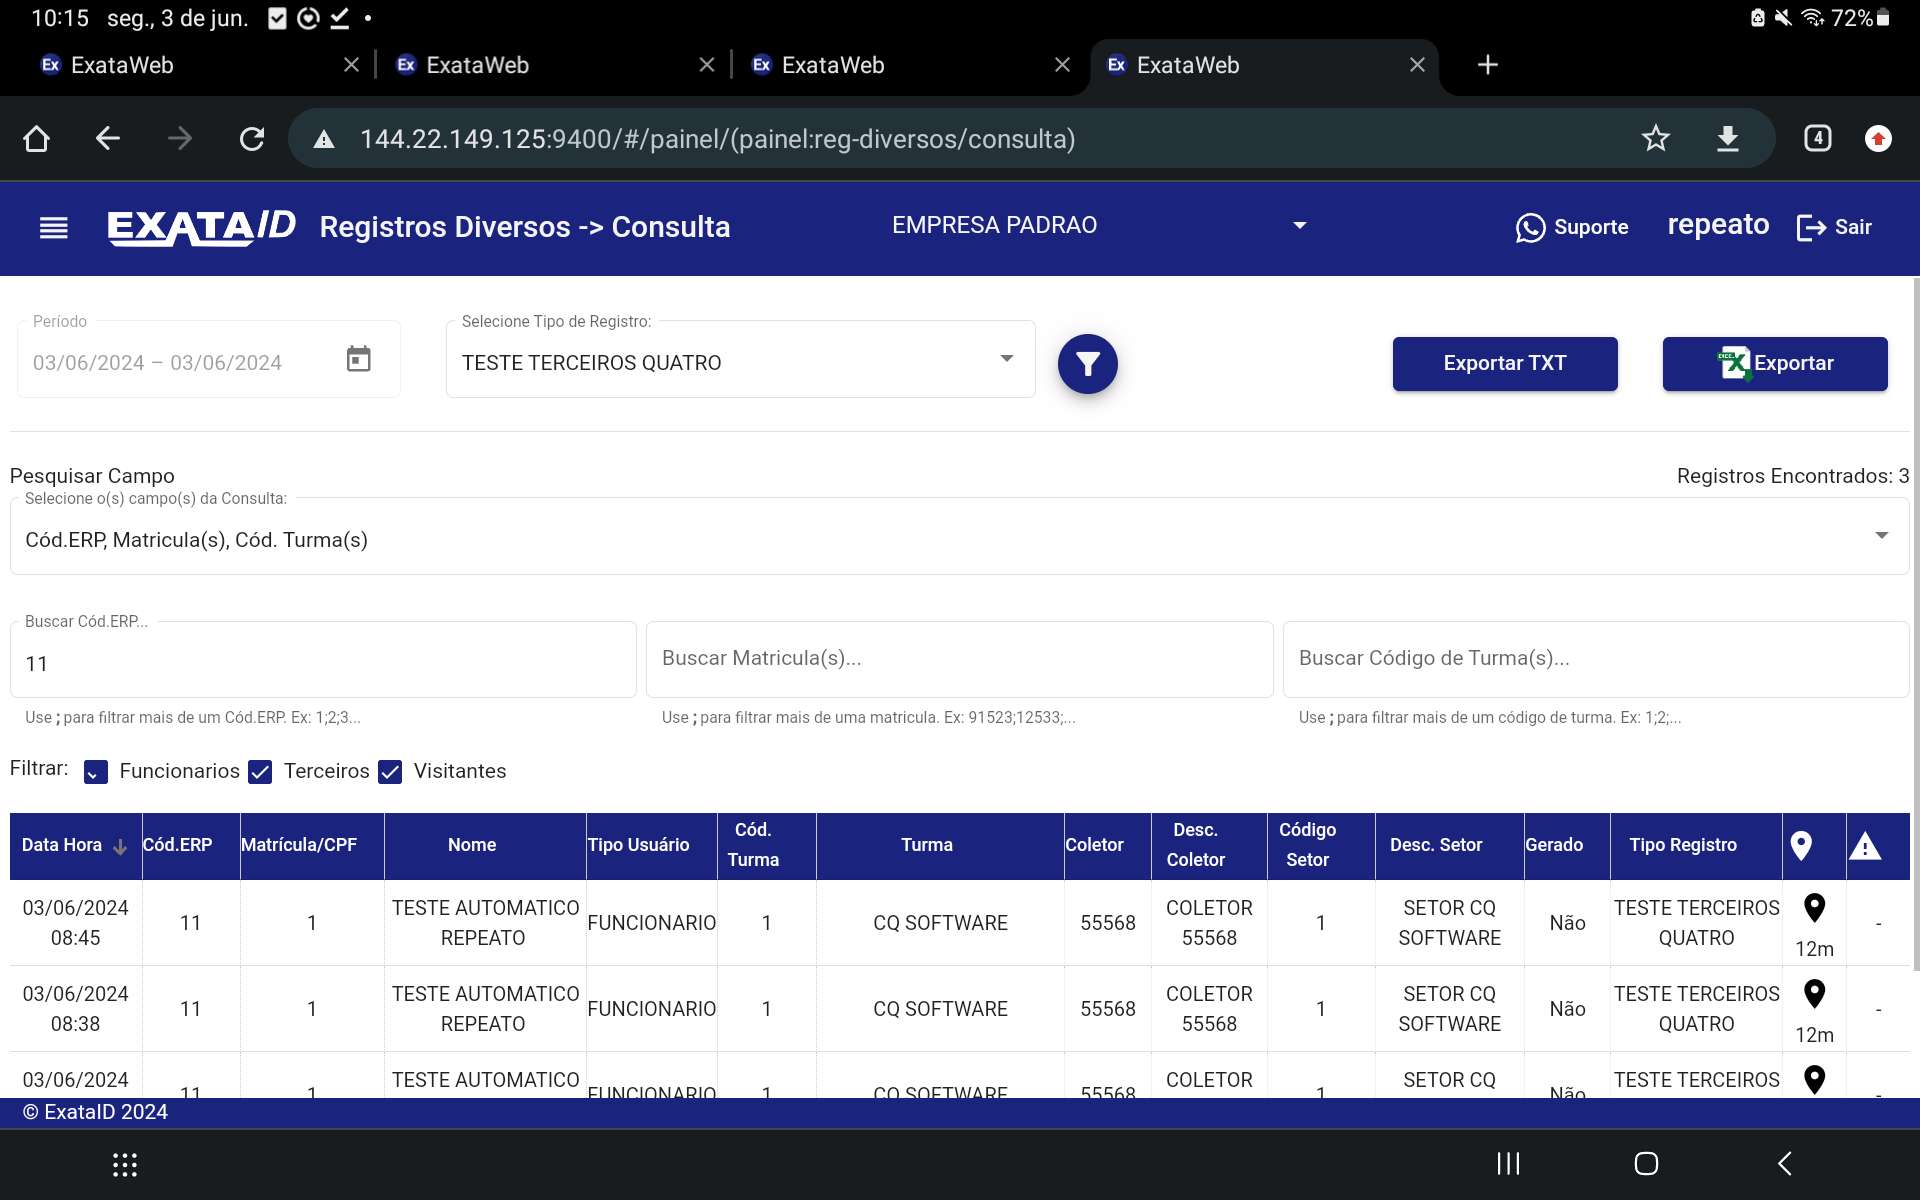 10:15 seg., 3 de jun. 72%
Ex ExataWeb Ex ExataWeb Ex ExataWeb Ex ExataWeb
144.22.149.125:9400/#/painel/(painel:reg-diversos/consulta) 4
EXATA/D Registros Diversos -> Consulta EMPRESA PADRAO Suporte repeato Sair
Período Selecione Tipo de Registro:
03/06/2024 – 03/06/2024 TESTE TERCEIROS QUATRO Exportar TXT Exportar
Pesquisar Campo Registros Encontrados: 3
Selecione o(s) campo(s) da Consulta:
Cód.ERP, Matricula(s), Cód. Turma(s)
Buscar Cód.ERP...
11 Buscar Matricula(s)... Buscar Código de Turma(s)...
Use ; para filtrar mais de um Cód.ERP. Ex: 1;2;3... Use ; para filtrar mais de uma matricula. Ex: 91523;12533;... Use ; para filtrar mais de um código de turma. Ex: 1;2;...
Filtrar: Funcionarios Terceiros Visitantes
Data Hora Cód.ERP Matrícula/CPF Nome Tipo Usuário Cód. Turma Turma Coletor Desc. Coletor Código Setor Desc. Setor Gerado Tipo Registro
03/06/2024 08:45 11 1 TESTE AUTOMATICO REPEATO FUNCIONARIO 1 CQ SOFTWARE 55568 COLETOR 55568 1 SETOR CQ SOFTWARE Não TESTE TERCEIROS QUATRO 12m -
03/06/2024 08:38 11 1 TESTE AUTOMATICO REPEATO FUNCIONARIO 1 CQ SOFTWARE 55568 COLETOR 55568 1 SETOR CQ SOFTWARE Não TESTE TERCEIROS QUATRO 12m -
03/06/2024 11 1 TESTE AUTOMATICO FUNCIONARIO 1 CQ SOFTWARE 55568 COLETOR 1 SETOR CQ Não TESTE TERCEIROS -
© ExataID 2024